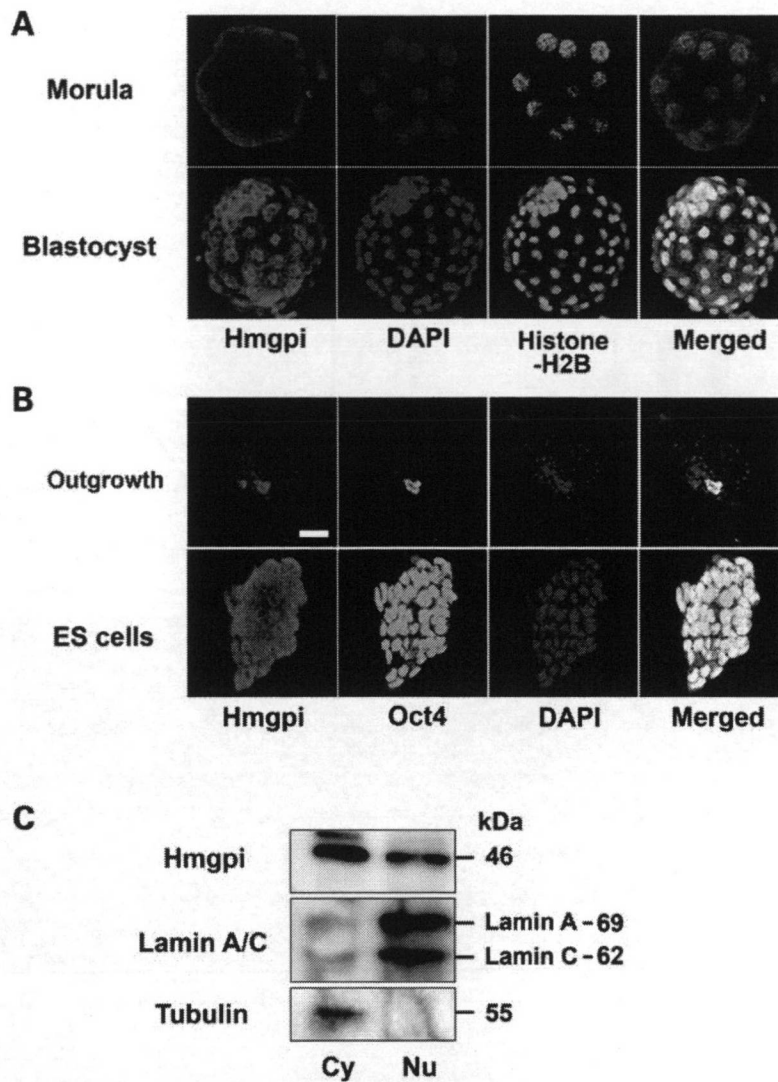 A
Morula
Blastocyst
Hmgpi DAPI Histone Merged
-H2B
B
Outgrowth
ES cells
Hmgpi Oct4 DAPI Merged
C
kDa
Hmgpi 46
Lamin A/C Lamin A - 69
Lamin C - 62
Tubulin 55
Cy Nu